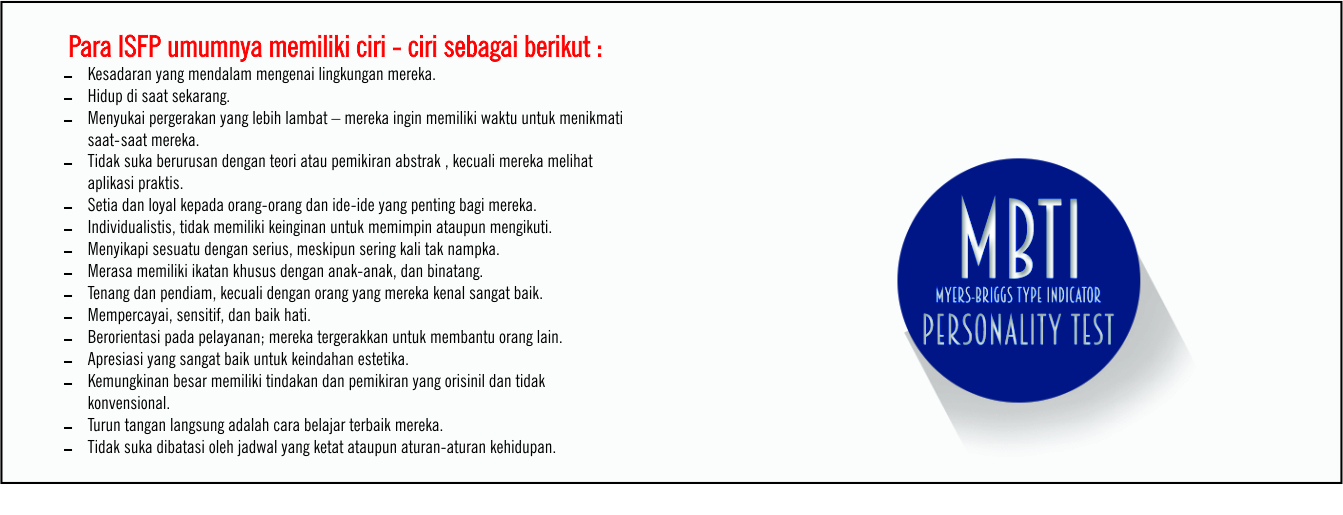 Para ISFP umumnya memiliki ciri - ciri sebagai berikut :
– Kesadaran yang mendalam mengenai lingkungan mereka.
– Hidup di saat sekarang.
– Menyukai pergerakan yang lebih lambat – mereka ingin memiliki waktu untuk menikmati
saat-saat mereka.
– Tidak suka berurusan dengan teori atau pemikiran abstrak , kecuali mereka melihat
aplikasi praktis.
– Setia dan loyal kepada orang-orang dan ide-ide yang penting bagi mereka.
– Individualistis, tidak memiliki keinginan untuk memimpin ataupun mengikuti.
– Menyikapi sesuatu dengan serius, meskipun sering kali tak nampka.
– Merasa memiliki ikatan khusus dengan anak-anak, dan binatang.
– Tenang dan pendiam, kecuali dengan orang yang mereka kenal sangat baik.
– Mempercayai, sensitif, dan baik hati.
– Berorientasi pada pelayanan; mereka tergerakkan untuk membantu orang lain.
– Apresiasi yang sangat baik untuk keindahan estetika.
– Kemungkinan besar memiliki tindakan dan pemikiran yang orisinil dan tidak
konvensional.
– Turun tangan langsung adalah cara belajar terbaik mereka.
– Tidak suka dibatasi oleh jadwal yang ketat ataupun aturan-aturan kehidupan.
MBTI
MYERS-BRIGGS TYPE INDICATOR
PERSONALITY TEST